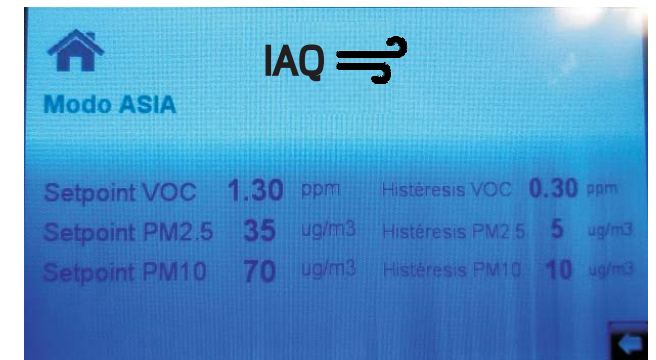 IAQ
Modo ASIA
Setpoint VOC 1.30 ppm Histéresis VOC 0.30 ppm
Setpoint PM2.5 35 ug/m3 Histéresis PM2.5 5 ug/m3
Setpoint PM10 70 ug/m3 Histéresis PM10 10 ug/m3